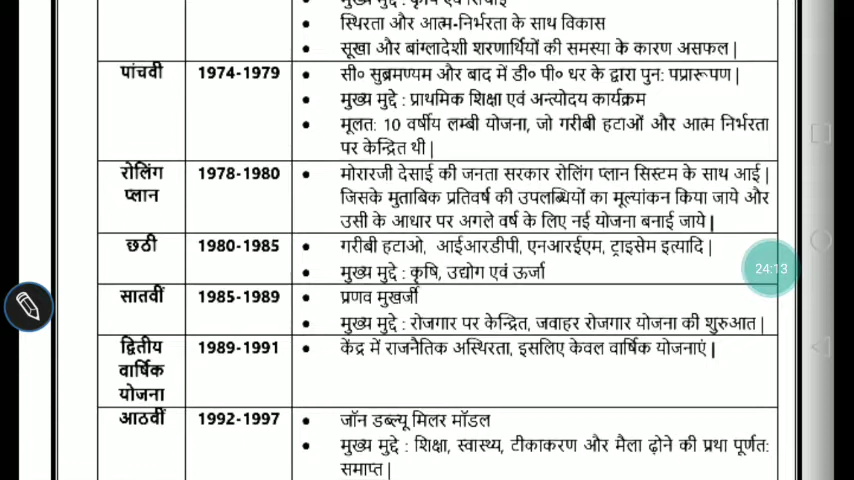 मुख्य मुद्दे : कृषि एवं सिंचाई
स्थिरता और आत्म-निर्भरता के साथ विकास
सूखा और बांग्लादेशी शरणार्थियों की समस्या के कारण असफल |
पांचवी 1974-1979 सी० सुब्रमण्यम और बाद में डी० पी० धर के द्वारा पुन: पप्रारूपण |
मुख्य मुद्दे : प्राथमिक शिक्षा एवं अन्त्योदय कार्यक्रम
मूलत: 10 वर्षीय लम्बी योजना, जो गरीबी हटाओं और आत्म निर्भरता
पर केन्द्रित थी |
रोलिंग 1978-1980 मोरारजी देसाई की जनता सरकार रोलिंग प्लान सिस्टम के साथ आई |
प्लान जिसके मुताबिक प्रतिवर्ष की उपलब्धियों का मूल्यांकन किया जाये और
उसी के आधार पर अगले वर्ष के लिए नई योजना बनाई जाये |
छठी 1980-1985 गरीबी हटाओ, आईआरडीपी, एनआरईएम, ट्राइसेम इत्यादि |
मुख्य मुद्दे : कृषि, उद्योग एवं ऊर्जा
24:13
सातवीं 1985-1989 प्रणव मुखर्जी
मुख्य मुद्दे : रोजगार पर केन्द्रित, जवाहर रोजगार योजना की शुरुआत |
द्वितीय 1989-1991 केंद्र में राजनैतिक अस्थिरता, इसलिए केवल वार्षिक योजनाएं |
वार्षिक
योजना
आठवीं 1992-1997 जॉन डब्ल्यू मिलर मॉडल
मुख्य मुद्दे : शिक्षा, स्वास्थ्य, टीकाकरण और मैला ढ़ोने की प्रथा पूर्णत:
समाप्त |